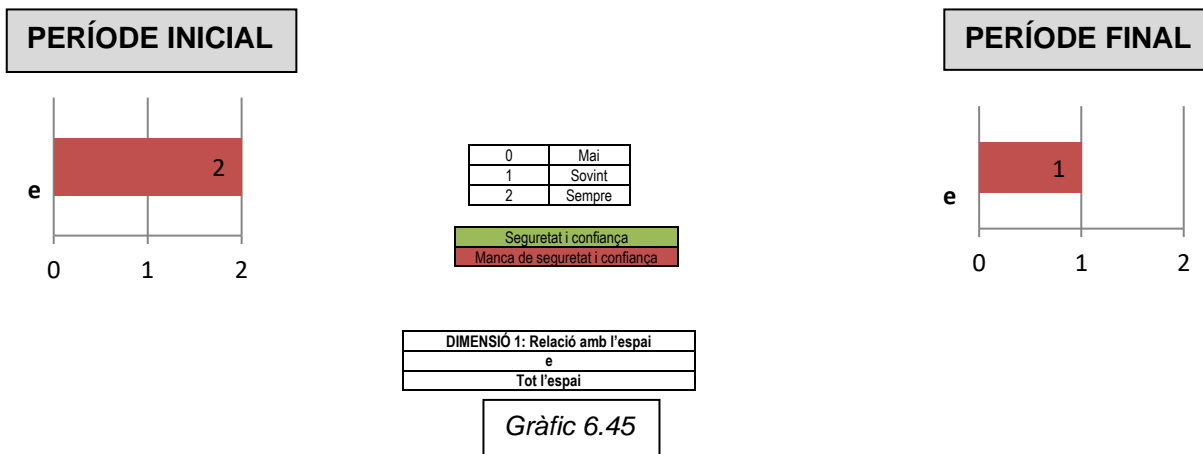 PERÍODE INICIAL
2
e
0 1 2
0 Mai
1 Sovint
2 Sempre
Seguretat i confiança
Manca de seguretat i confiança
DIMENSIÓ 1: Relació amb l'espai
e
Tot l'espai
Gràfic 6.45
PERÍODE FINAL
1
e
0 1 2